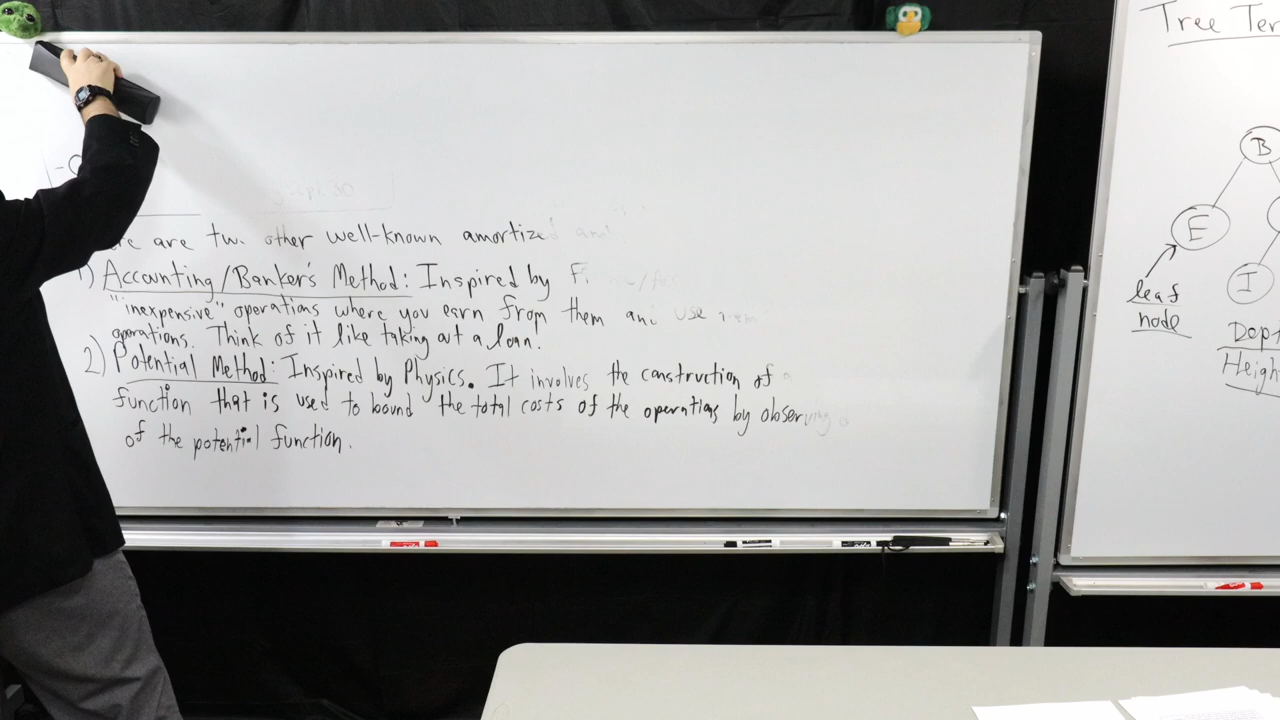 are two other well-known amortized
1) Accounting/Banker's Method: Inspired by
"inexpensive" operations where you earn from them and use them
operations. Think of it like taking out a loan.
2) Potential Method: Inspired by Physics. It involves the construction of a
function that is used to bound the total costs of the operations by observing
of the potential function.
Tree Ter
B
E
I
leaf
node
Dept
Heigh